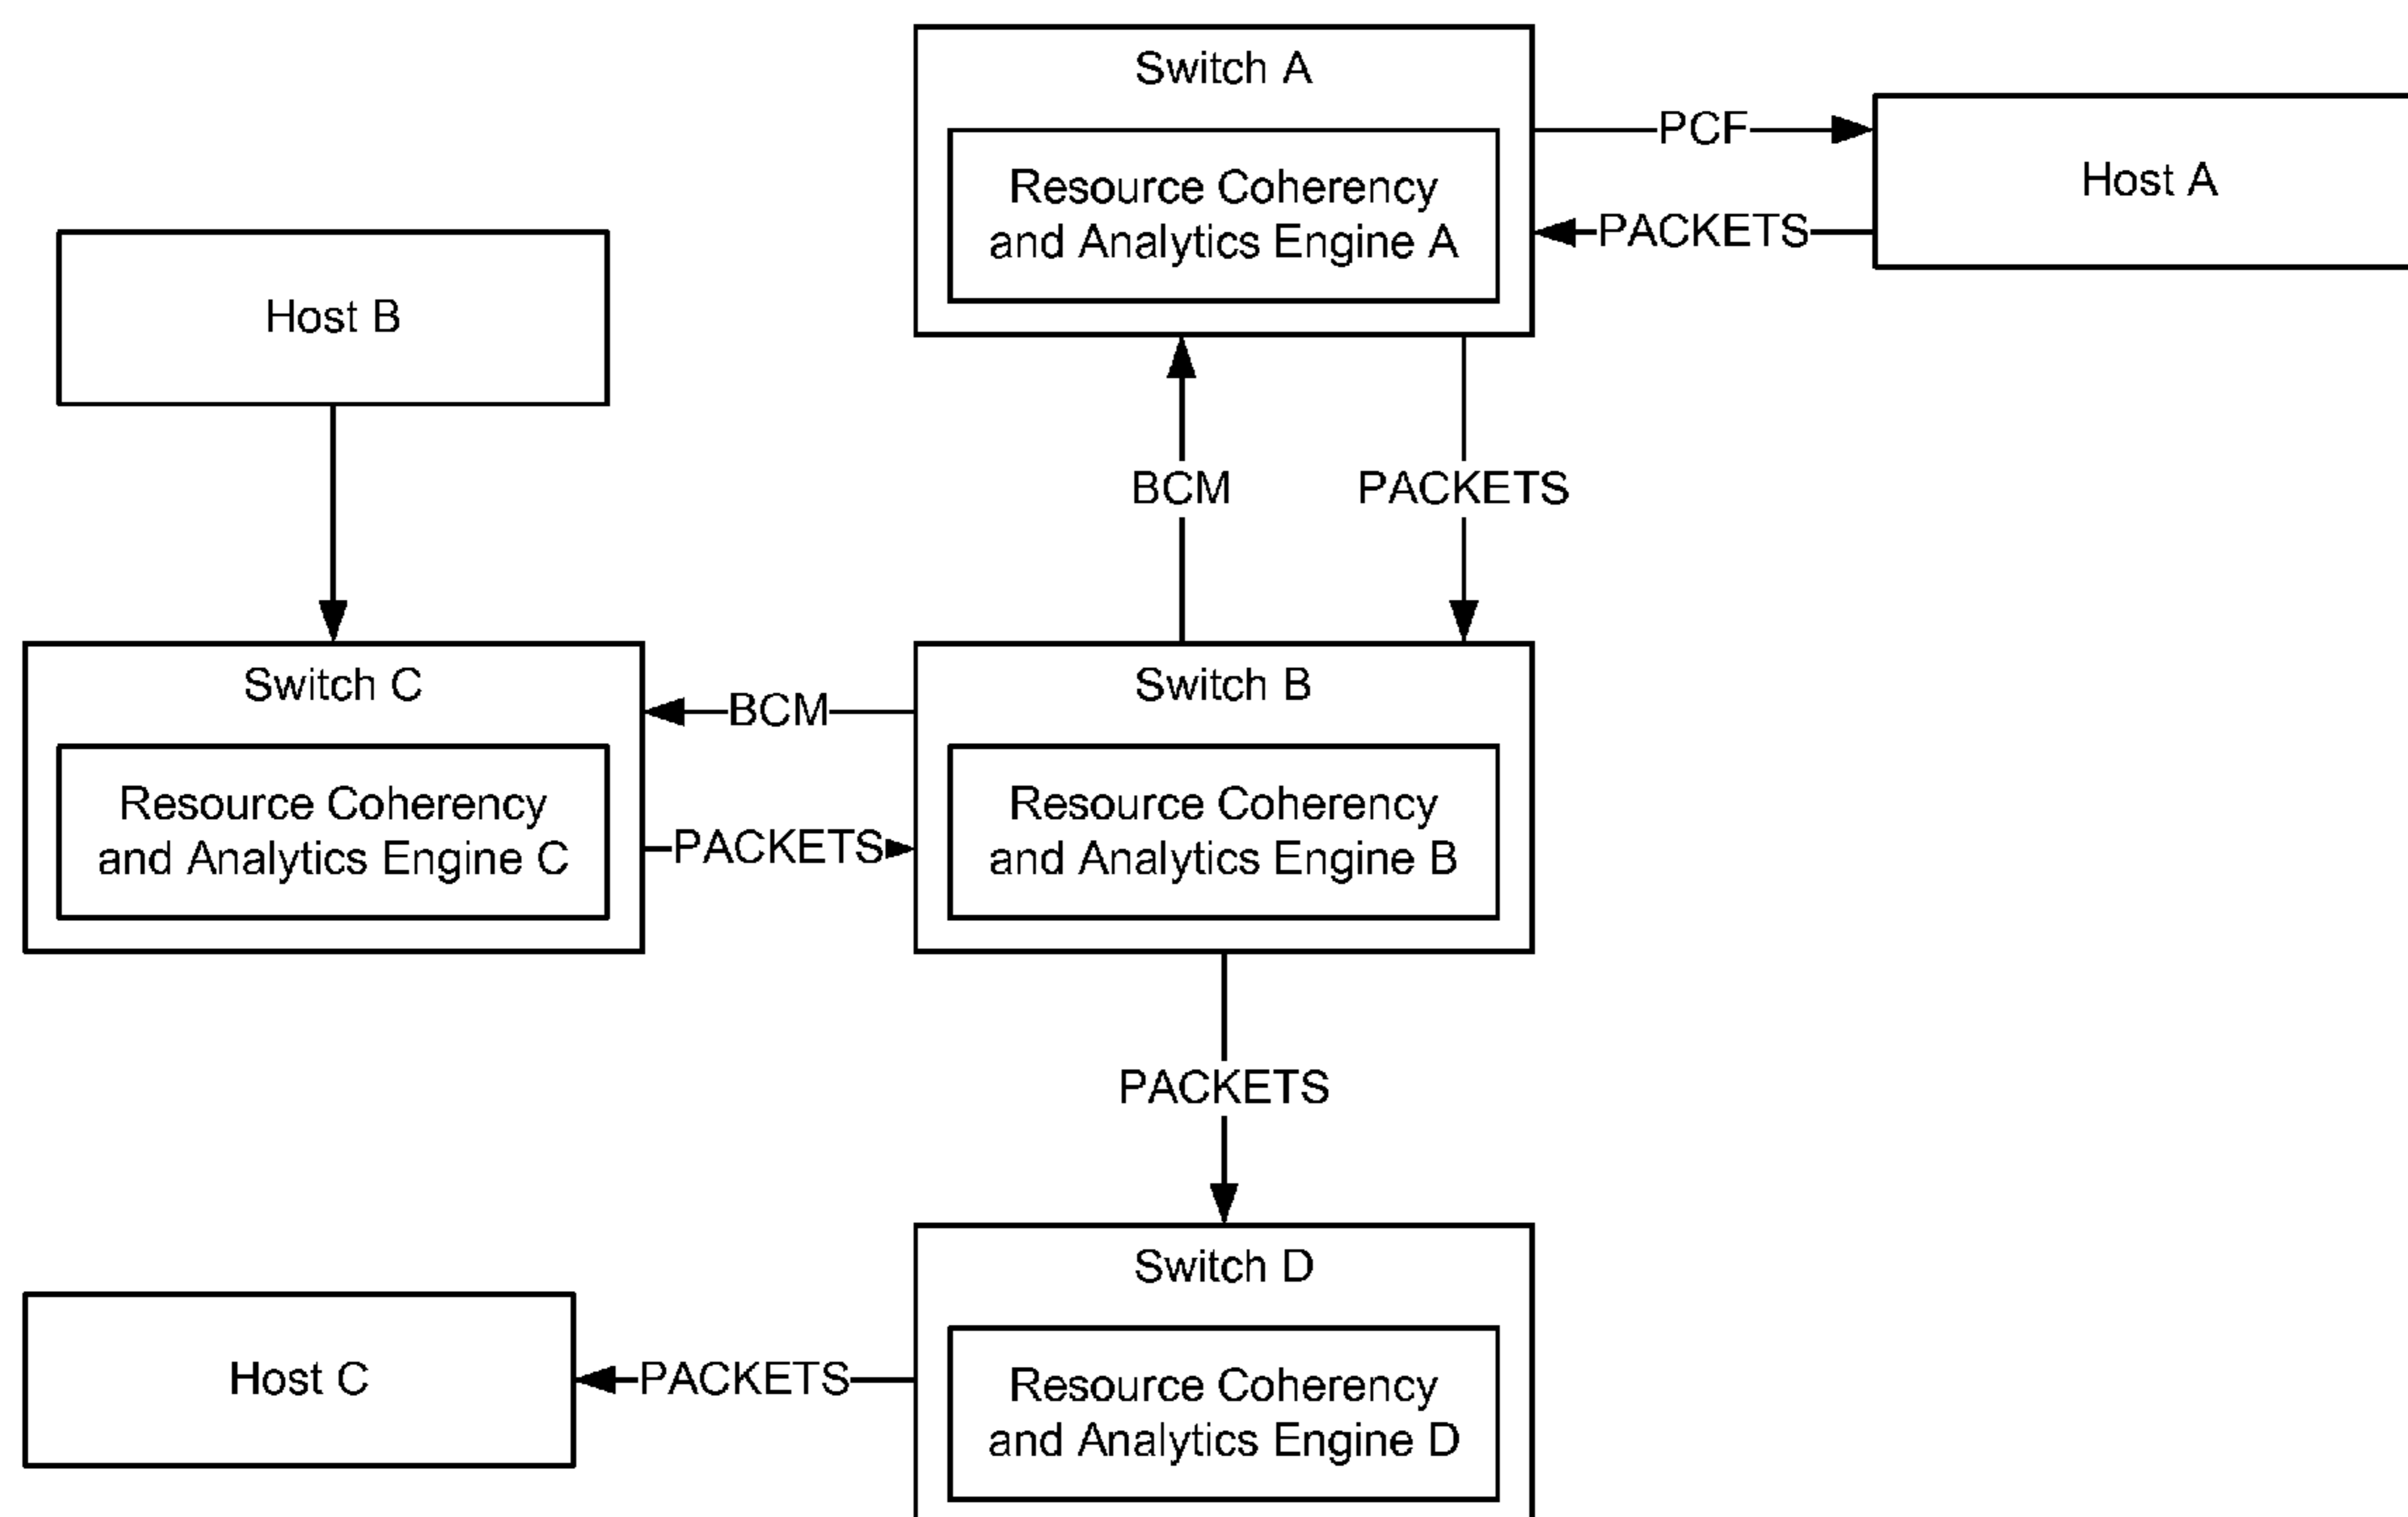 Switch A
Resource Coherency
and Analytics Engine A
PCF
PACKETS
Host A
Host B
BCM
PACKETS
Switch C
Resource Coherency
and Analytics Engine C
BCM
PACKETS
Switch B
Resource Coherency
and Analytics Engine B
PACKETS
Switch D
Resource Coherency
and Analytics Engine D
PACKETS
Host C